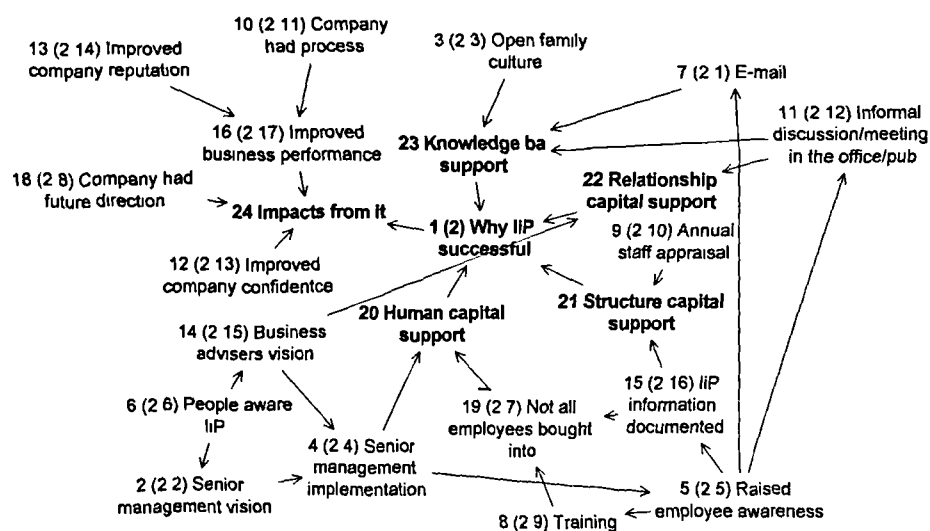 10 (2 11) Company
had process
13 (2 14) Improved
company reputation
3 (2 3) Open family
culture
7 (2 1) E-mail
11 (2 12) Informal
discussion/meeting
in the office/pub
16 (2 17) Improved
business performance
23 Knowledge ba
support
18 (2 8) Company had
future direction
22 Relationship
capital support
24 Impacts from it
1 (2) Why IiP
successful
9 (2 10) Annual
staff appraisal
12 (2 13) Improved
company confidentce
20 Human capital
support
21 Structure capital
support
14 (2 15) Business
advisers vision
6 (2 6) People aware
IiP
19 (2 7) Not all
employees bought
into
15 (2 16) IiP
information
documented
4 (2 4) Senior
management
implementation
2 (2 2) Senior
management vision
5 (2 5) Raised
employee awareness
8 (2 9) Training